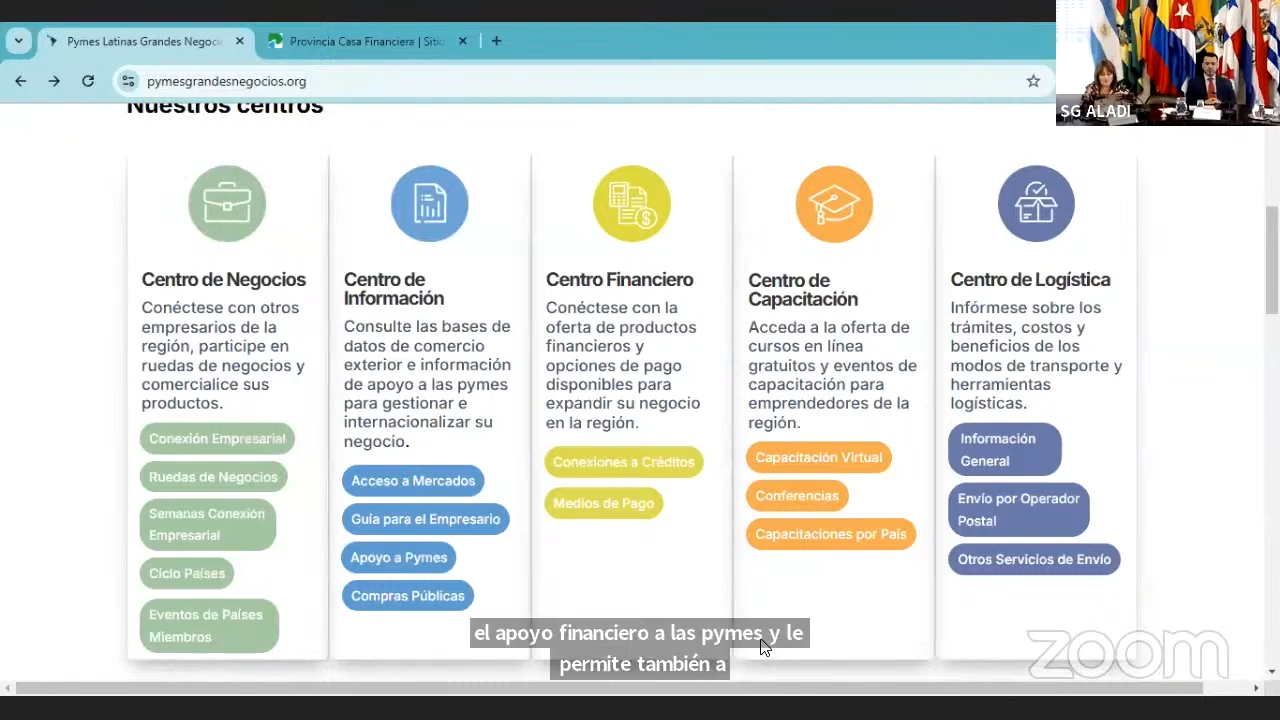 Pymes Latinas Grandes Negoci
Provincia Casa Financiera | Siti
pymesgrandesnegocios.org
SG ALADI
Nuestros centros
Centro de Negocios
Conéctese con otros
empresarios de la
región, participe en
ruedas de negocios y
comercialice sus
productos.
Conexión Empresarial
Ruedas de Negocios
Semanas Conexión
Empresarial
Ciclo Países
Eventos de Países
Miembros
Centro de
Información
Consulte las bases de
datos de comercio
exterior e información
de apoyo a las pymes
para gestionar e
internacionalizar su
negocio.
Acceso a Mercados
Guía para el Empresario
Apoyo a Pymes
Compras Públicas
Centro Financiero
Conéctese con la
oferta de productos
financieros y
opciones de pago
disponibles para
expandir su negocio
en la región.
Conexiones a Créditos
Medios de Pago
Centro de
Capacitación
Acceda a la oferta de
cursos en línea
gratuitos y eventos de
capacitación para
emprendedores de la
región.
Capacitación Virtual
Conferencias
Capacitaciones por País
Centro de Logística
Infórmese sobre los
trámites, costos y
beneficios de los
modos de transporte y
herramientas
logísticas.
Información
General
Envío por Operador
Postal
Otros Servicios de Envío
el apoyo financiero a las pymes y le
permite también a
zoom